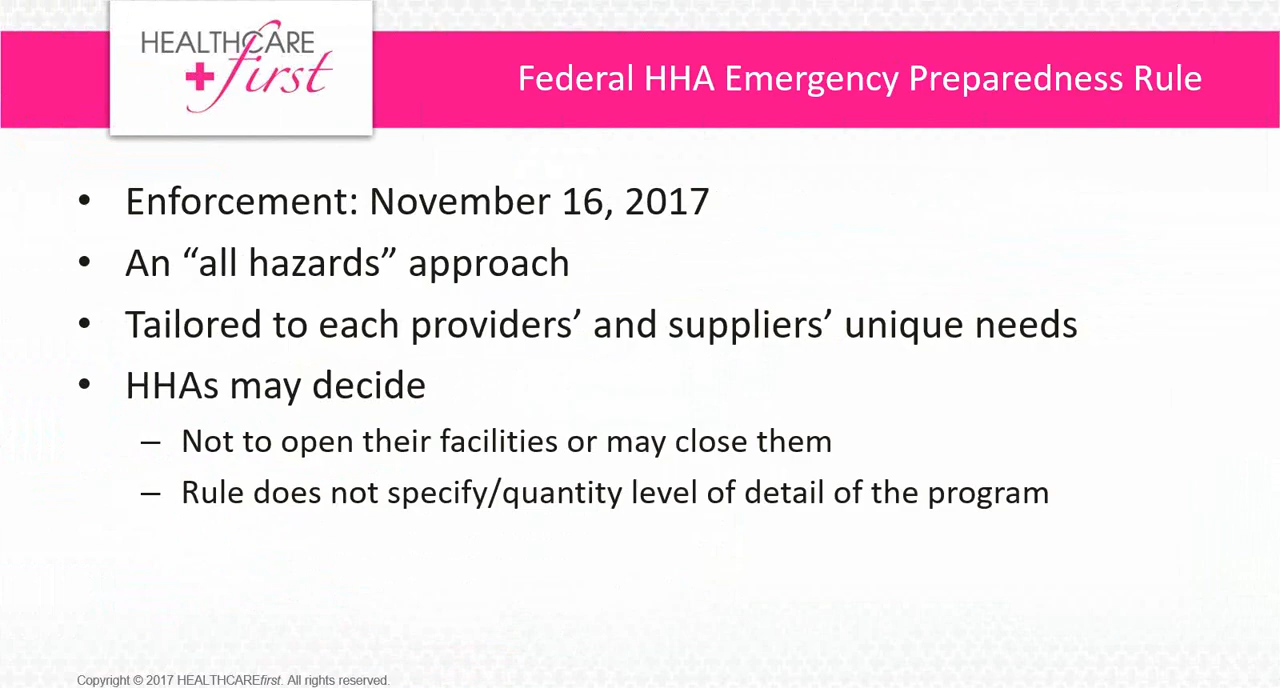 HEALTHCARE
first
Federal HHA Emergency Preparedness Rule
• Enforcement: November 16, 2017
• An “all hazards” approach
• Tailored to each providers’ and suppliers’ unique needs
• HHAs may decide
– Not to open their facilities or may close them
– Rule does not specify/quantity level of detail of the program
Copyright © 2017 HEALTHCAREfirst. All rights reserved.